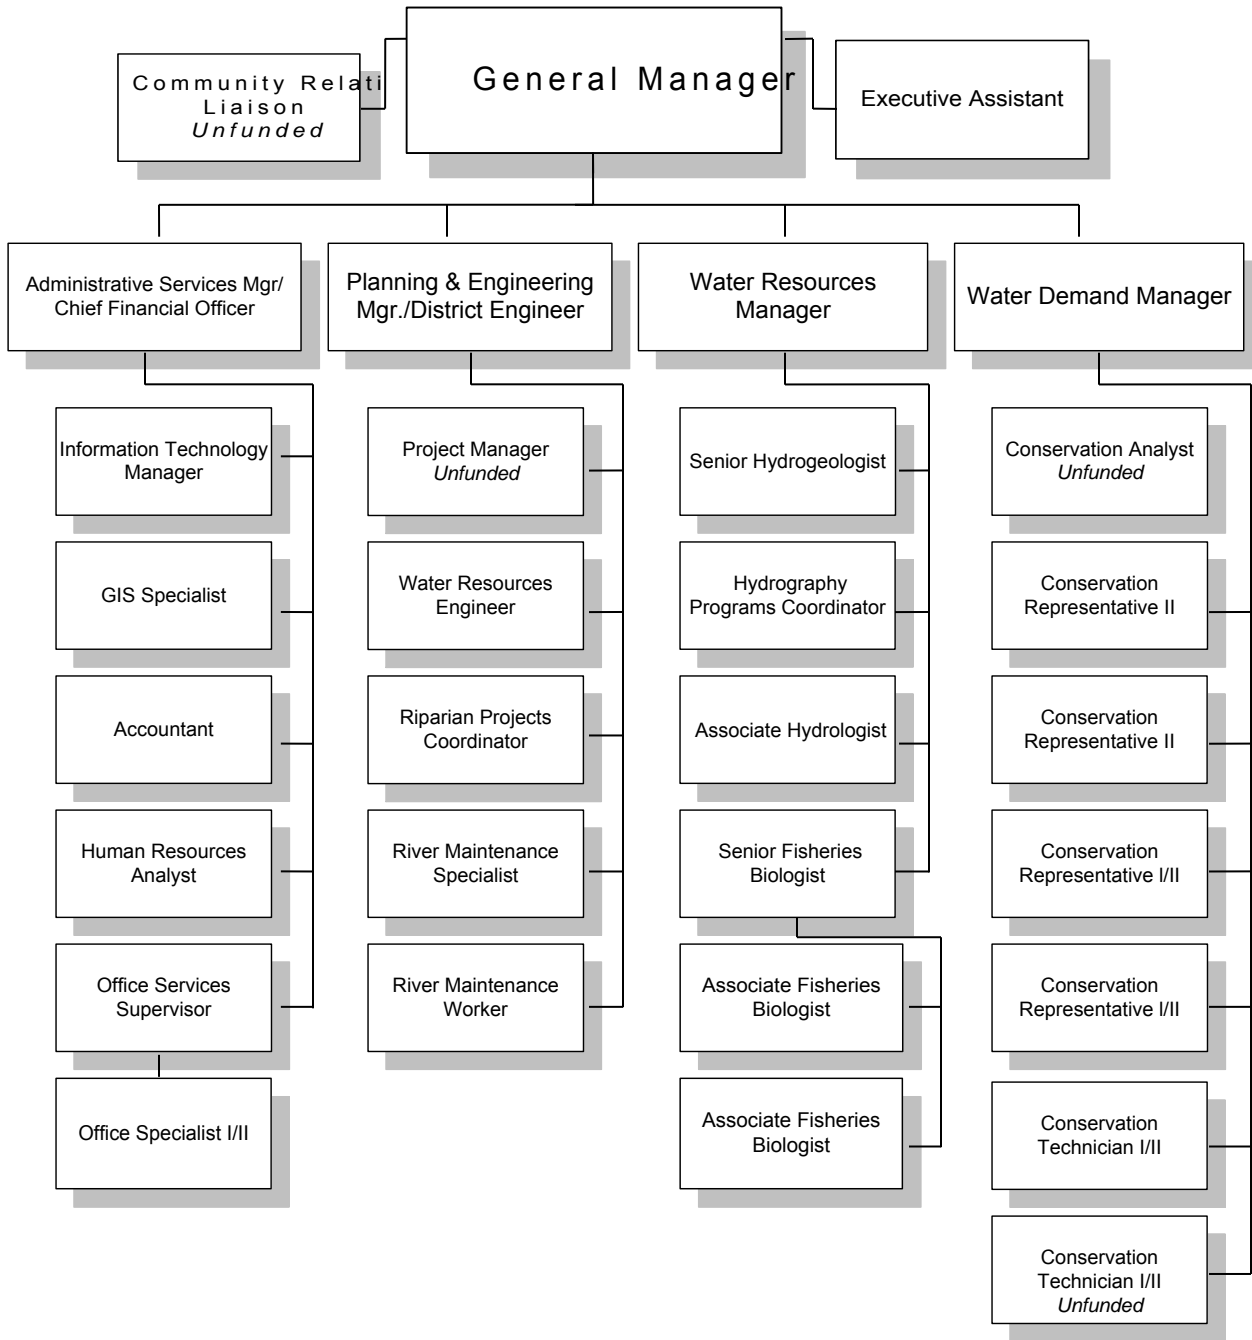 General Manager
Community Relati
Liaison
Unfunded
Executive Assistant
Administrative Services Mgr/
Chief Financial Officer
Planning & Engineering
Mgr./District Engineer
Water Resources
Manager
Water Demand Manager
Information Technology
Manager
GIS Specialist
Accountant
Human Resources
Analyst
Office Services
Supervisor
Office Specialist I/II
Project Manager
Unfunded
Water Resources
Engineer
Riparian Projects
Coordinator
River Maintenance
Specialist
River Maintenance
Worker
Senior Hydrogeologist
Hydrography
Programs Coordinator
Associate Hydrologist
Senior Fisheries
Biologist
Associate Fisheries
Biologist
Associate Fisheries
Biologist
Conservation Analyst
Unfunded
Conservation
Representative II
Conservation
Representative II
Conservation
Representative I/II
Conservation
Representative I/II
Conservation
Technician I/II
Conservation
Technician I/II
Unfunded